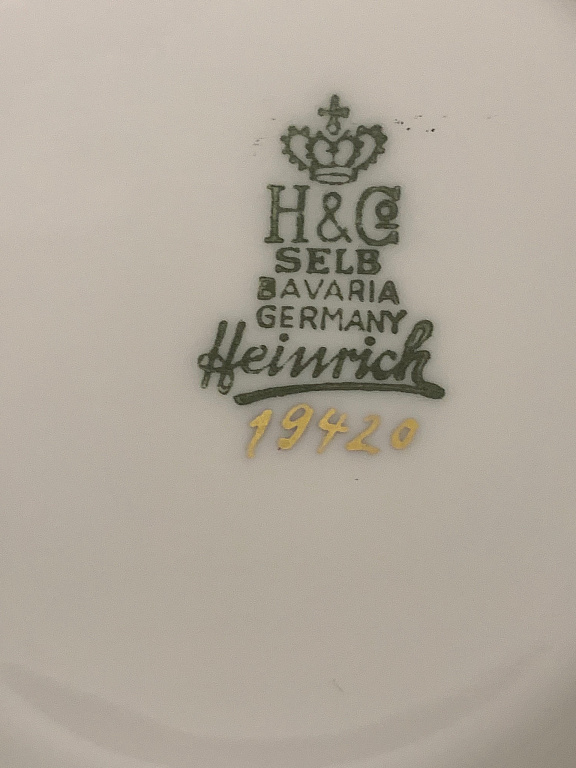 H&Co
SELB
BAVARIA
GERMANY
Heinrich
19420